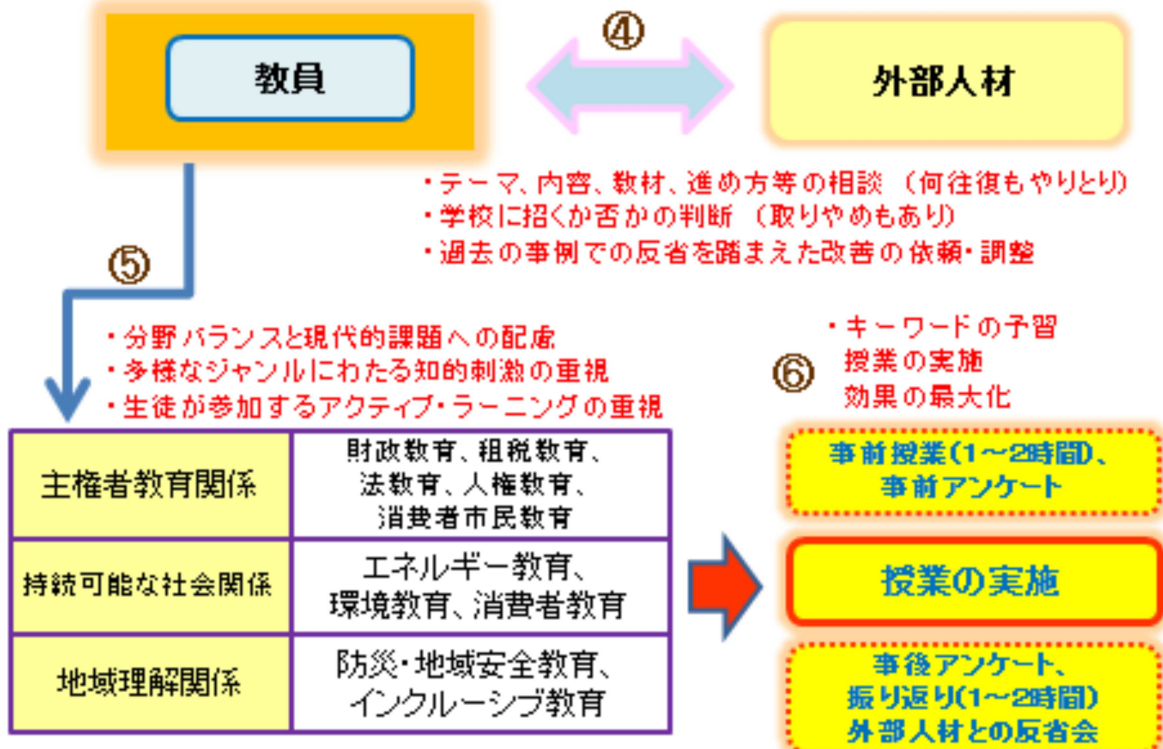 教員
④
外部人材
・テーマ、内容、教材、進め方等の相談 （何往復もやりとり）
・学校に招くか否かの判断 （取りやめもあり）
・過去の事例での反省を踏まえた改善の依頼・調整
⑤
・分野バランスと現代的課題への配慮
・多様なジャンルにわたる知的刺激の重視
・生徒が参加するアクティブ・ラーニングの重視
⑥
・キーワードの予習
授業の実施
効果の最大化
主権者教育関係
財政教育、租税教育、
法教育、人権教育、
消費者市民教育
持続可能な社会関係
エネルギー教育、
環境教育、消費者教育
地域理解関係
防災・地域安全教育、
インクルーシブ教育
事前授業(1～2時間)、
事前アンケート
授業の実施
事後アンケート、
振り返り(1～2時間)
外部人材との反省会